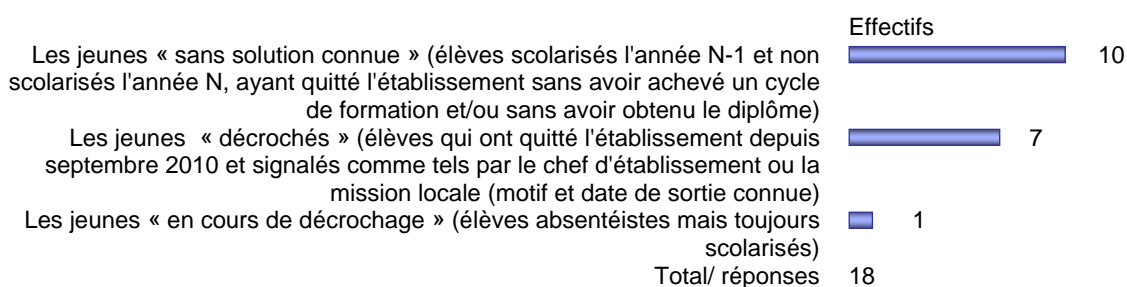 Effectifs
Les jeunes « sans solution connue » (élèves scolarisés l'année N-1 et non 10
scolarisés l'année N, ayant quitté l'établissement sans avoir achevé un cycle
de formation et/ou sans avoir obtenu le diplôme)
Les jeunes « décrochés » (élèves qui ont quitté l'établissement depuis 7
septembre 2010 et signalés comme tels par le chef d'établissement ou la
mission locale (motif et date de sortie connue)
Les jeunes « en cours de décrochage » (élèves absentéistes mais toujours 1
scolarisés)
Total/ réponses 18